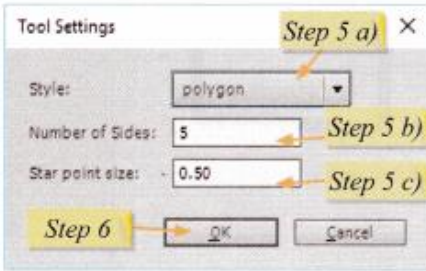 Tool Settings
Step 5 a)
Style: polygon
Number of Sides: 5
Step 5 b)
Star point size: 0.50
Step 5 c)
Step 6
OK Cancel